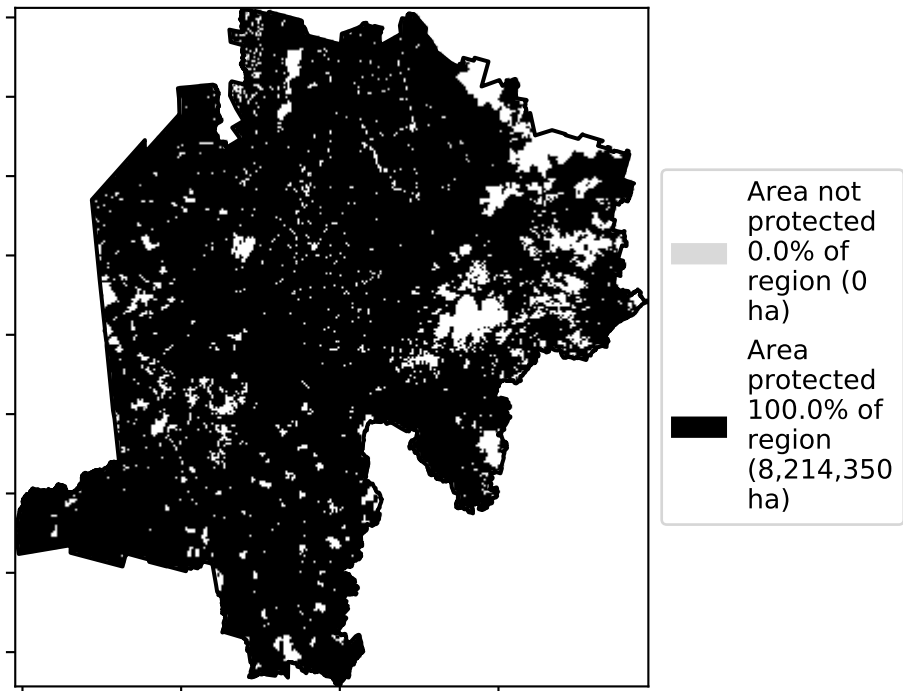 Area not
protected
0.0% of
region (0
ha)
Area
protected
100.0% of
region
(8,214,350
ha)